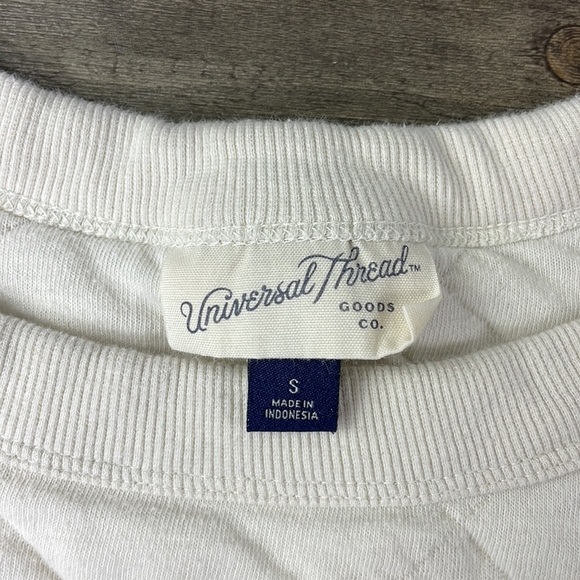 Universal Thread™
GOODS
CO.
S
MADE IN
INDONESIA